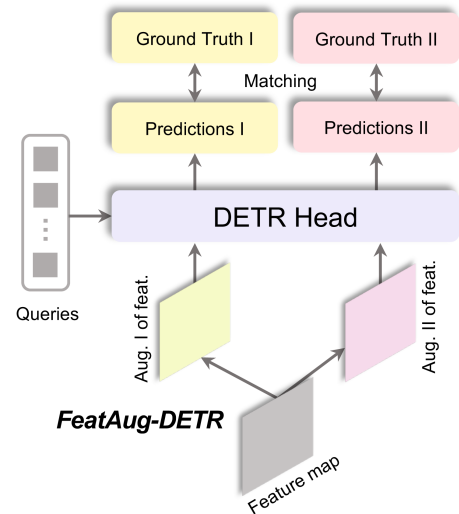 Ground Truth I
Ground Truth II
Matching
Predictions I
Predictions II
DETR Head
Queries
Aug. I of feat.
Aug. II of feat.
FeatAug-DETR
Feature map